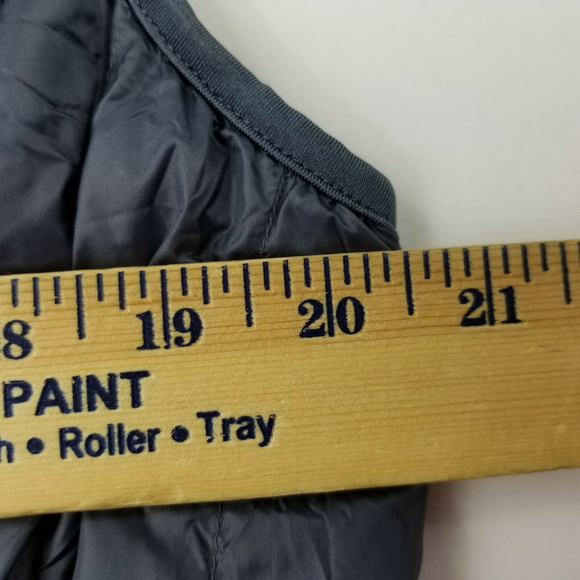 8 19 20 21
PAINT
h • Roller • Tray